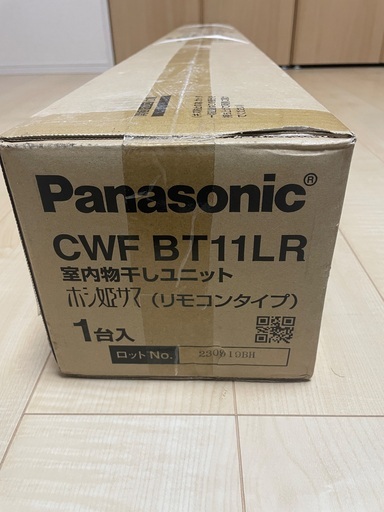 Panasonic®
CWF BT11LR
室内物干しユニット
ホシ姫サマ (リモコンタイプ)
1台入
ロットNo.